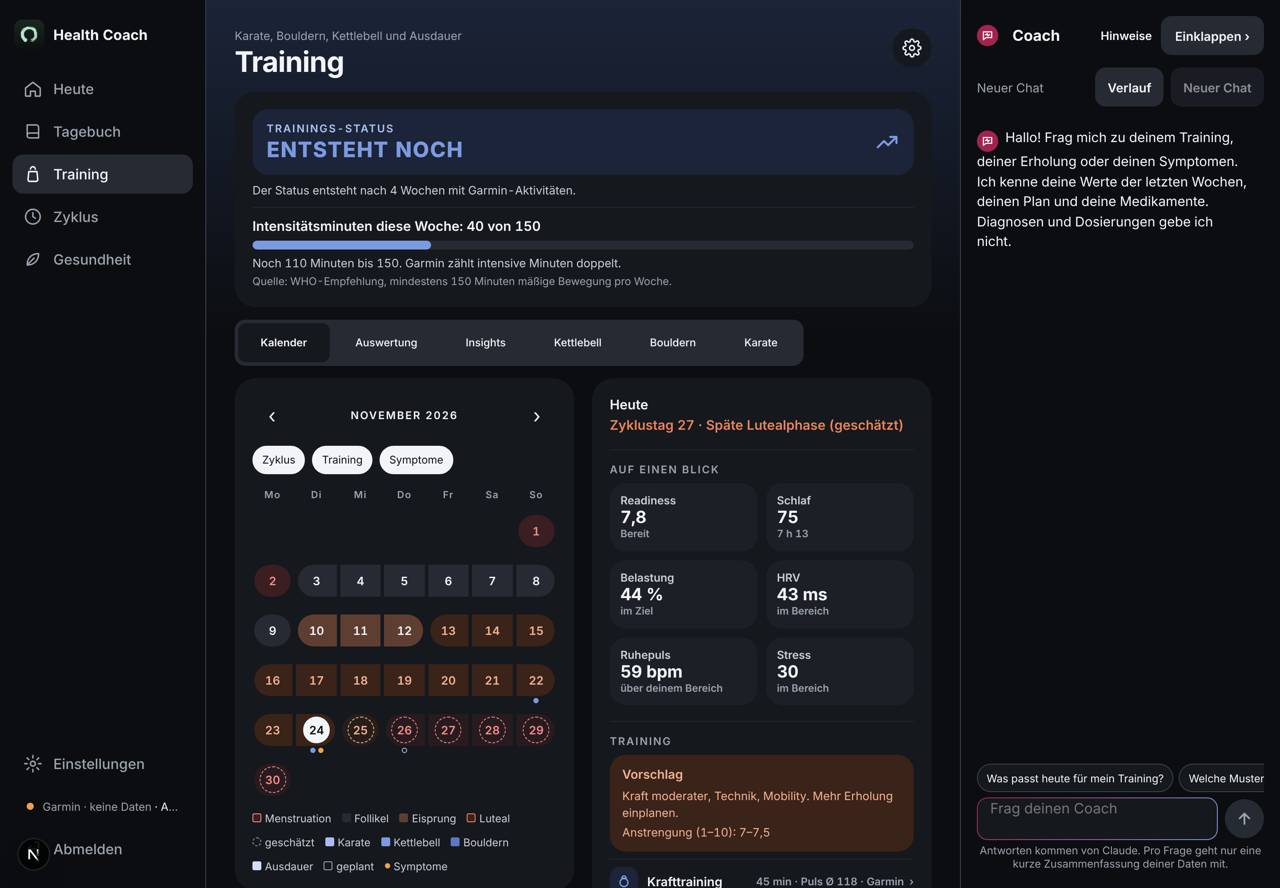 Health Coach
Heute
Tagebuch
Training
Zyklus
Gesundheit
Einstellungen
Garmin · keine Daten · A...
N
Abmelden
Karate, Bouldern, Kettlebell und Ausdauer
Training
TRAININGS-STATUS
ENTSTEHT NOCH
Der Status entsteht nach 4 Wochen mit Garmin-Aktivitäten.
Intensitätsminuten diese Woche: 40 von 150
Noch 110 Minuten bis 150. Garmin zählt intensive Minuten doppelt.
Quelle: WHO-Empfehlung, mindestens 150 Minuten mäßige Bewegung pro Woche.
Kalender Auswertung Insights Kettlebell Bouldern Karate
‹ NOVEMBER 2026 ›
Zyklus Training Symptome
Mo Di Mi Do Fr Sa So
1
2 3 4 5 6 7 8
9 10 11 12 13 14 15
16 17 18 19 20 21 22
23 24 25 26 27 28 29
30
Menstruation Follikel Eisprung Luteal
geschätzt Karate Kettlebell Bouldern
Ausdauer geplant Symptome
Heute
Zyklustag 27 · Späte Lutealphase (geschätzt)
AUF EINEN BLICK
Readiness
7,8
Bereit
Schlaf
75
7 h 13
Belastung
44 %
im Ziel
HRV
43 ms
im Bereich
Ruhepuls
59 bpm
über deinem Bereich
Stress
30
im Bereich
TRAINING
Vorschlag
Kraft moderater, Technik, Mobility. Mehr Erholung
einplanen.
Anstrengung (1–10): 7–7,5
Krafttraining 45 min · Puls Ø 118 · Garmin ›
Coach Hinweise Einklappen ›
Neuer Chat Verlauf Neuer Chat
Hallo! Frag mich zu deinem Training,
deiner Erholung oder deinen Symptomen.
Ich kenne deine Werte der letzten Wochen,
deinen Plan und deine Medikamente.
Diagnosen und Dosierungen gebe ich
nicht.
Was passt heute für mein Training? Welche Muster
Frag deinen Coach
Antworten kommen von Claude. Pro Frage geht nur eine
kurze Zusammenfassung deiner Daten mit.